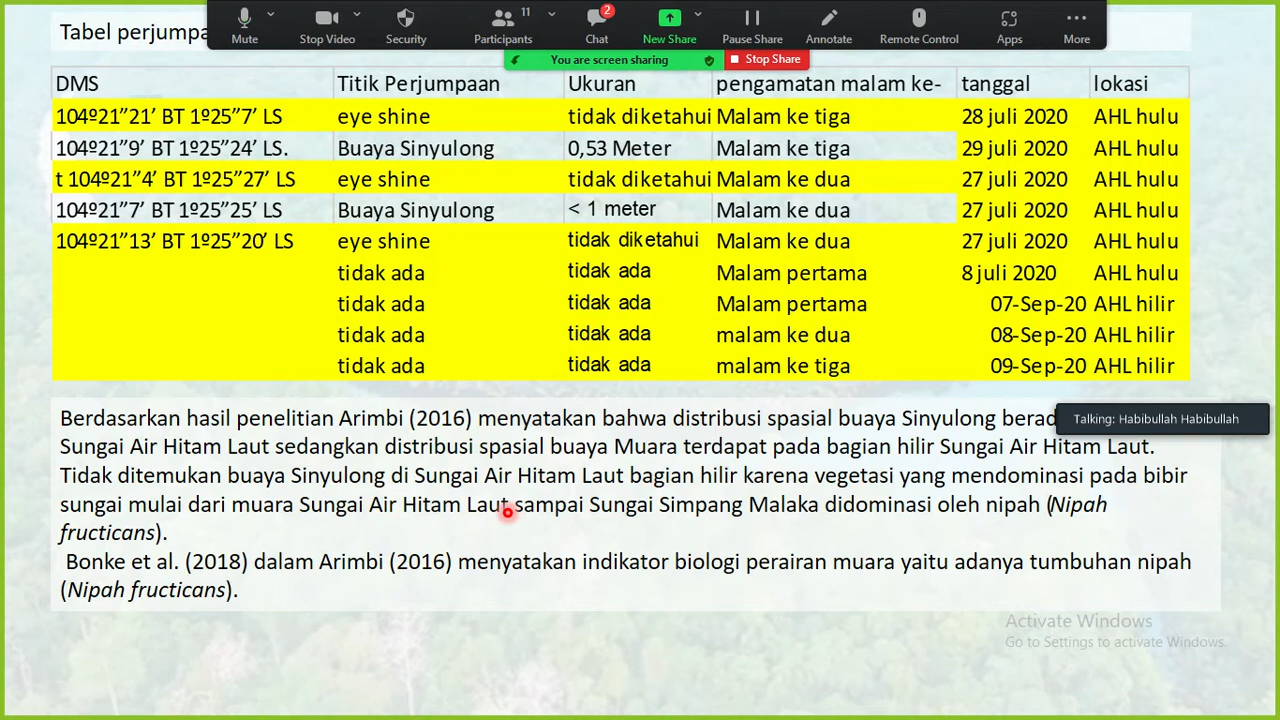 Tabel perjumpa
Mute
Stop Video
Security
Participants
11
Chat
2
New Share
Pause Share
Annotate
Remote Control
Apps
More
You are screen sharing
Stop Share
DMS Titik Perjumpaan Ukuran pengamatan malam ke- tanggal lokasi
104º21”21’ BT 1º25”7’ LS eye shine tidak diketahui Malam ke tiga 28 juli 2020 AHL hulu
104º21”9’ BT 1º25”24’ LS. Buaya Sinyulong 0,53 Meter Malam ke tiga 29 juli 2020 AHL hulu
t 104º21”4’ BT 1º25”27’ LS eye shine tidak diketahui Malam ke dua 27 juli 2020 AHL hulu
104º21”7’ BT 1º25”25’ LS Buaya Sinyulong < 1 meter Malam ke dua 27 juli 2020 AHL hulu
104º21”13’ BT 1º25”20’ LS eye shine tidak diketahui Malam ke dua 27 juli 2020 AHL hulu
tidak ada tidak ada Malam pertama 8 juli 2020 AHL hulu
tidak ada tidak ada Malam pertama 07-Sep-20 AHL hilir
tidak ada tidak ada malam ke dua 08-Sep-20 AHL hilir
tidak ada tidak ada malam ke tiga 09-Sep-20 AHL hilir
Berdasarkan hasil penelitian Arimbi (2016) menyatakan bahwa distribusi spasial buaya Sinyulong berad
Talking: Habibullah Habibullah
Sungai Air Hitam Laut sedangkan distribusi spasial buaya Muara terdapat pada bagian hilir Sungai Air Hitam Laut.
Tidak ditemukan buaya Sinyulong di Sungai Air Hitam Laut bagian hilir karena vegetasi yang mendominasi pada bibir
sungai mulai dari muara Sungai Air Hitam Laut sampai Sungai Simpang Malaka didominasi oleh nipah (Nipah
fructicans).
Bonke et al. (2018) dalam Arimbi (2016) menyatakan indikator biologi perairan muara yaitu adanya tumbuhan nipah
(Nipah fructicans).
Activate Windows
Go to Settings to activate Windows.